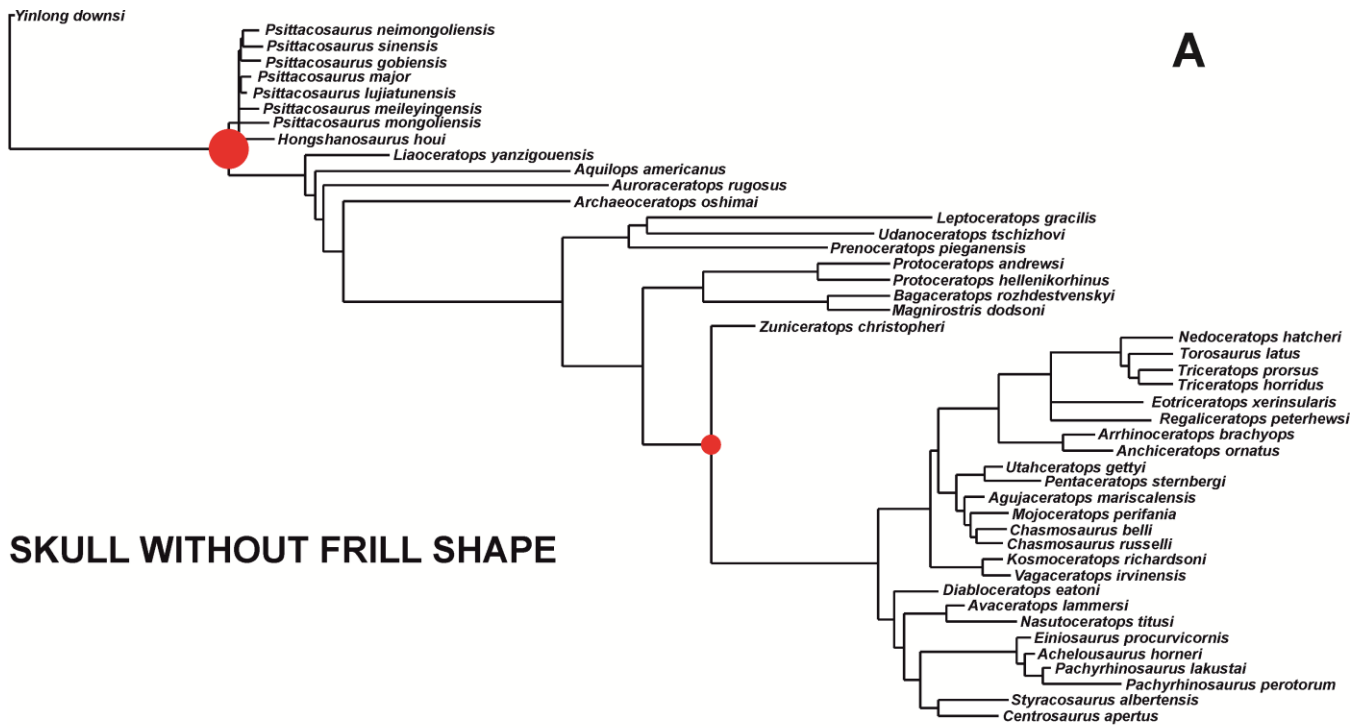 Yinlong downsi
A
Psittacosaurus neimongoliensis
Psittacosaurus sinensis
Psittacosaurus gobiensis
Psittacosaurus major
Psittacosaurus lujiatunensis
Psittacosaurus meileyingensis
Psittacosaurus mongoliensis
Hongshanosaurus houi
Liaoceratops yanzigouensis
Aquilops americanus
Auroraceratops rugosus
Archaeoceratops oshimai
Leptoceratops gracilis
Udanoceratops tschizhovi
Prenoceratops pieganensis
Protoceratops andrewsi
Protoceratops hellenikorhinus
Bagaceratops rozhdestvenskyi
Magnirostris dodsoni
Zuniceratops christopheri
Nedoceratops hatcheri
Torosaurus latus
Triceratops prorsus
Triceratops horridus
Eotriceratops xerinsularis
Regaliceratops peterhewsi
Arrhinoceratops brachyops
Anchiceratops ornatus
Utahceratops gettyi
Pentaceratops sternbergi
Agujaceratops mariscalensis
Mojoceratops perifania
Chasmosaurus belli
Chasmosaurus russelli
Kosmoceratops richardsoni
Vagaceratops irvinensis
Diabloceratops eatoni
Avaceratops lammersi
Nasutoceratops titusi
Einiosaurus procurvicornis
Achelousaurus horneri
Pachyrhinosaurus lakustai
Pachyrhinosaurus perotorum
Styracosaurus albertensis
Centrosaurus apertus
SKULL WITHOUT FRILL SHAPE